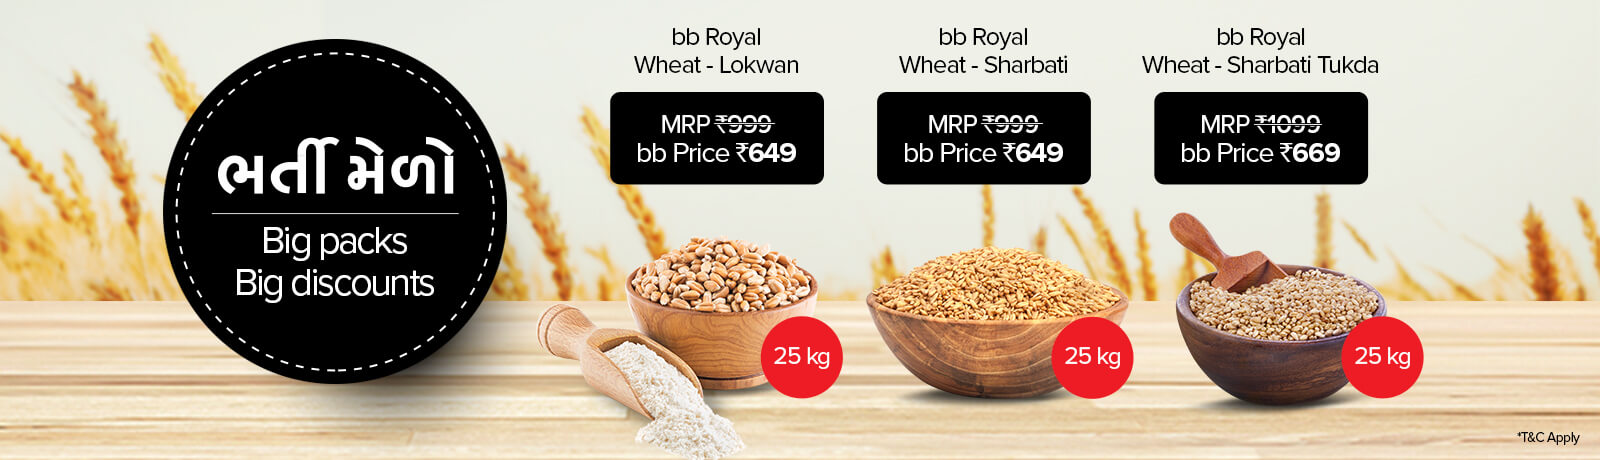 ભર્તી મેળો
Big packs
Big discounts
bb Royal
Wheat - Lokwan
MRP ₹999
bb Price ₹649
25 kg
bb Royal
Wheat - Sharbati
MRP ₹999
bb Price ₹649
25 kg
bb Royal
Wheat - Sharbati Tukda
MRP ₹1099
bb Price ₹669
25 kg
*T&C Apply